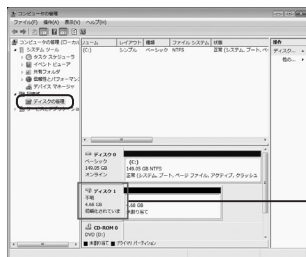 コンピュータの管理
ファイル(F) 操作(A) 表示(V) ヘルプ(H)
コンピュータの管理 (ローカル
システム ツール
タスク スケジューラ
イベント ビューア
共有フォルダ
信頼性とパフォーマン
デバイス マネージャ
ディスクの管理
レイアウト 種類 ファイル システム 状態
(C:) シンプル ベーシック NTFS 正常 (システム, ブート, ペ
操作
ディスク...
他の...
ディスク 0
ベーシック
149.05 GB
オンライン
(C:)
149.05 GB NTFS
正常 (システム, ブート, ページ ファイル, アクティブ, クラッシュ
ディスク 1
不明
4.68 GB
初期化されていま
4.68 GB
未割り当て
CD-ROM 0
DVD (D:)
未割り当て プライマリ パーティション